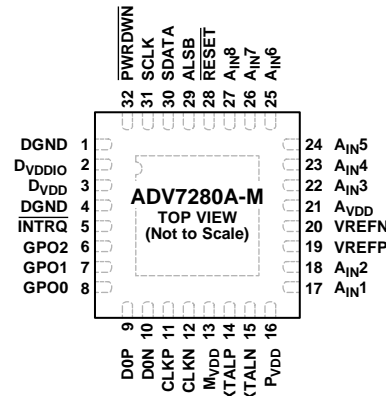 32 PWRDWN
31 SCLK
30 SDATA
29 ALSB
28 RESET
27 AIN8
26 AIN7
25 AIN6
DGND 1
DVDDIO 2
DVDD 3
DGND 4
INTRQ 5
GPO2 6
GPO1 7
GPO0 8
ADV7280A-M
TOP VIEW
(Not to Scale)
24 AIN5
23 AIN4
22 AIN3
21 AVDD
20 VREFN
19 VREFP
18 AIN2
17 AIN1
D0P 9
D0N 10
CLKP 11
CLKN 12
MVDD 13
XTALP 14
XTALN 15
PVDD 16